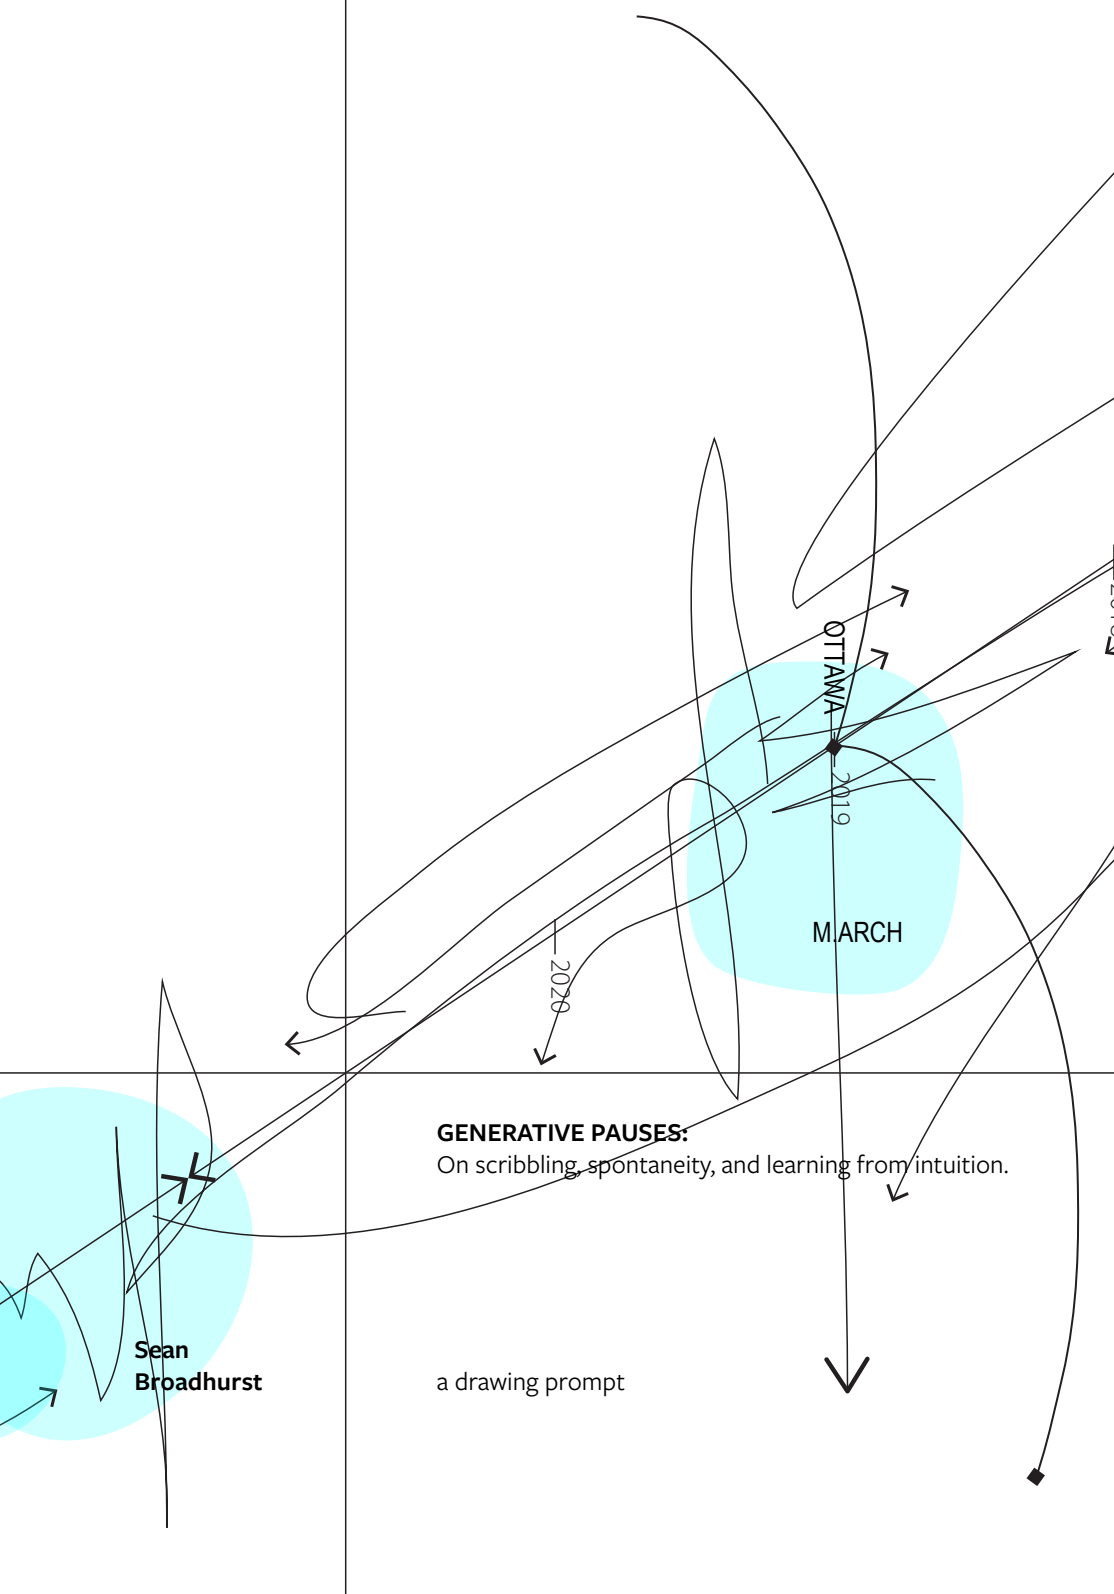 OTTAWA
2019
M.ARCH
2020
GENERATIVE PAUSES:
On scribbling, spontaneity, and learning from intuition.
Sean
Broadhurst
a drawing prompt